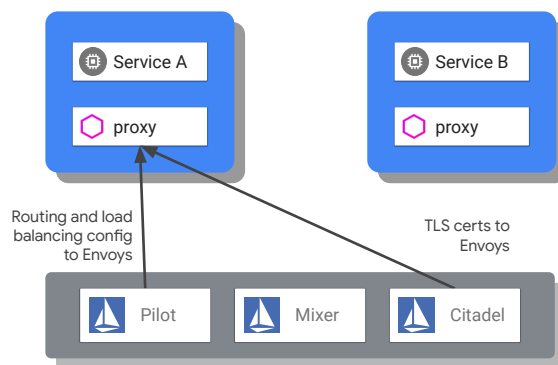 Service A
Service B
proxy
proxy
Routing and load
balancing config
to Envoys
TLS certs to
Envoys
Pilot
Mixer
Citadel